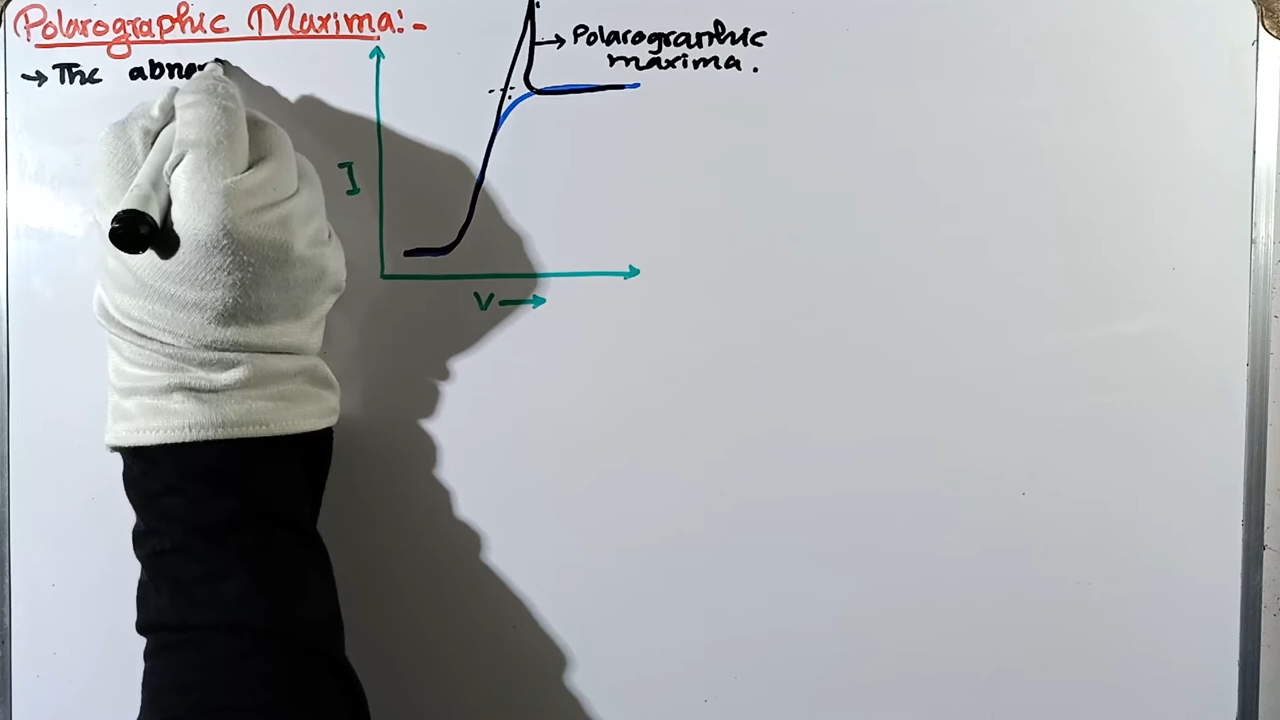 Polarographic Maxima:-
→ The
→ Polarographic
maxima.
I
V →